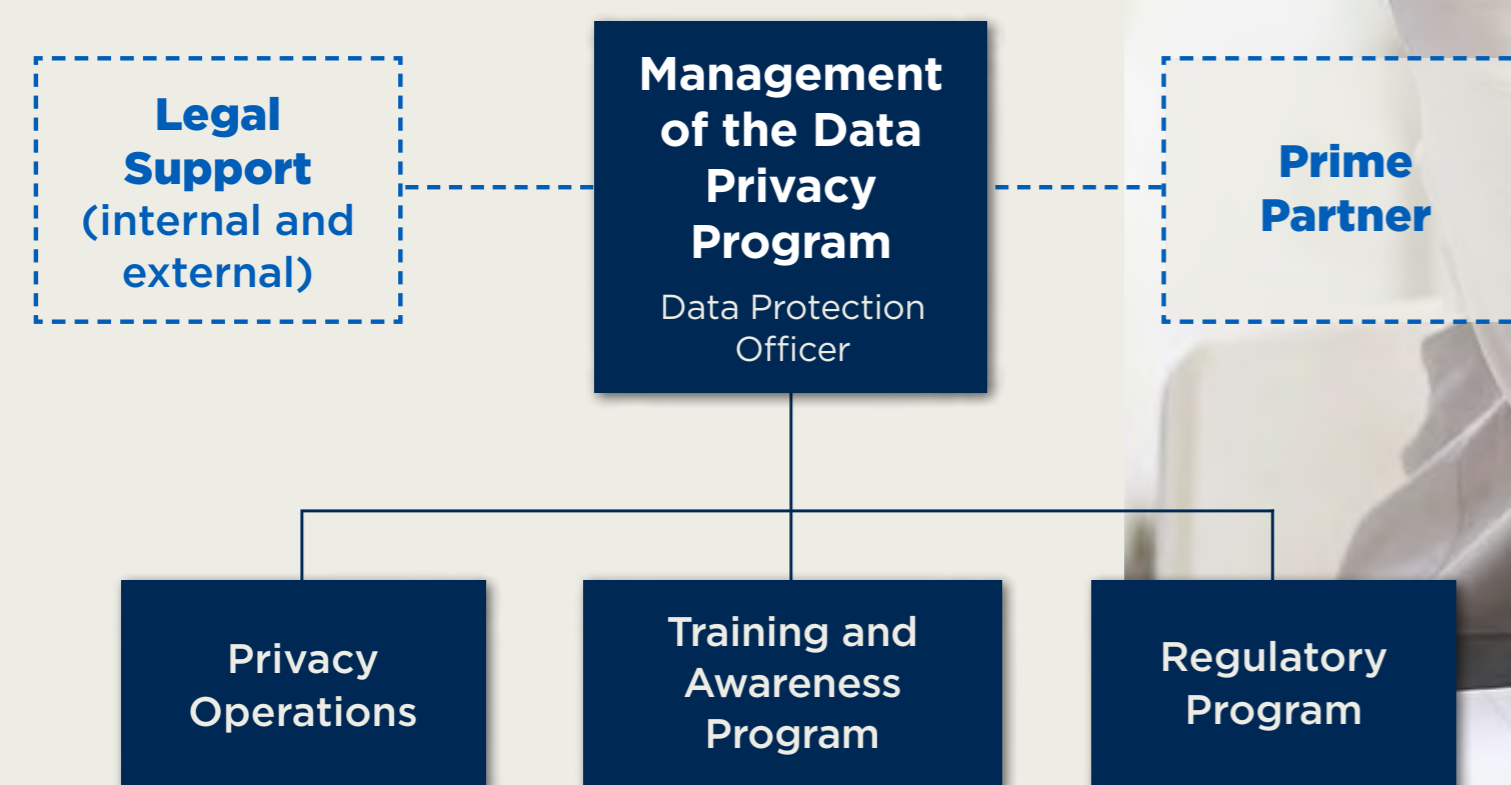 Legal
Support
(internal and
external)
Management
of the Data
Privacy
Program
Data Protection
Officer
Prime
Partner
Privacy
Operations
Training and
Awareness
Program
Regulatory
Program